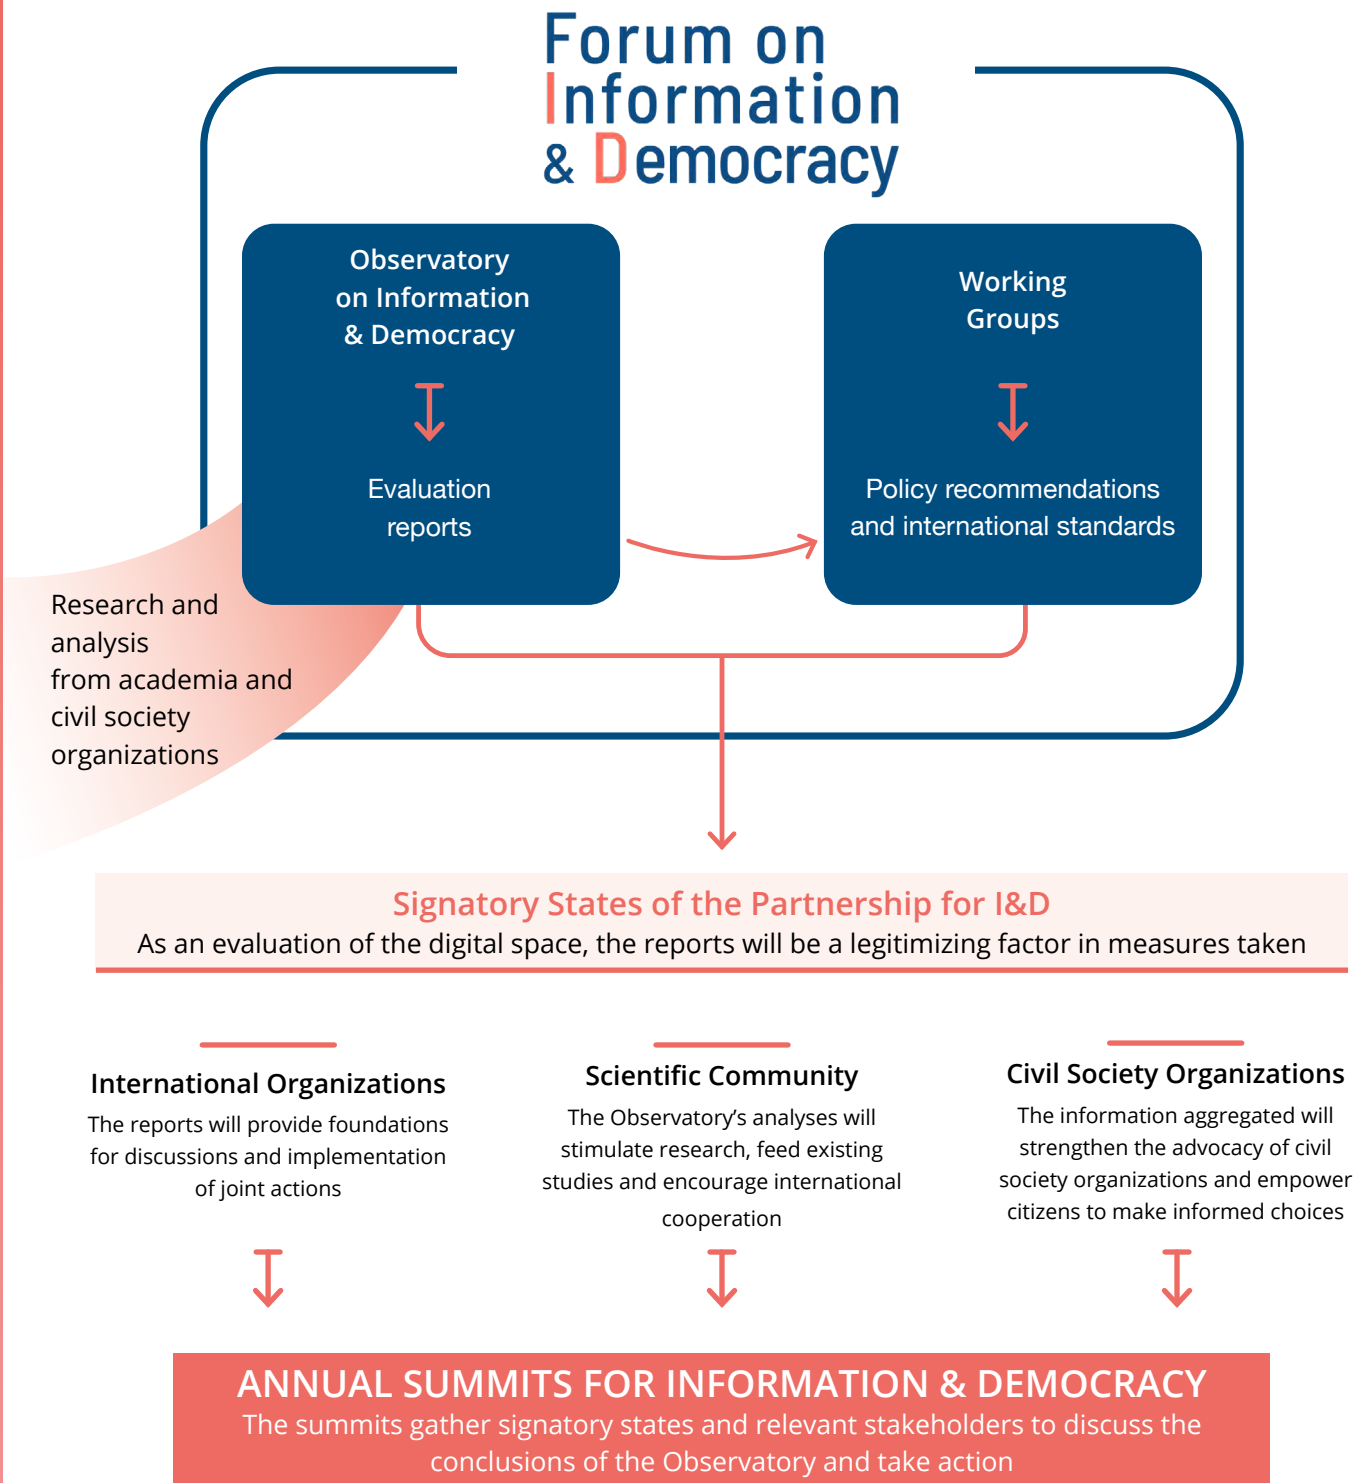 Forum on
Information
& Democracy
Observatory
on Information
& Democracy
Evaluation
reports
Working
Groups
Policy recommendations
and international standards
Research and
analysis
from academia and
civil society
organizations
Signatory States of the Partnership for I&D
As an evaluation of the digital space, the reports will be a legitimizing factor in measures taken
International Organizations
The reports will provide foundations
for discussions and implementation
of joint actions
Scientific Community
The Observatory’s analyses will
stimulate research, feed existing
studies and encourage international
cooperation
Civil Society Organizations
The information aggregated will
strengthen the advocacy of civil
society organizations and empower
citizens to make informed choices
ANNUAL SUMMITS FOR INFORMATION & DEMOCRACY
The summits gather signatory states and relevant stakeholders to discuss the
conclusions of the Observatory and take action